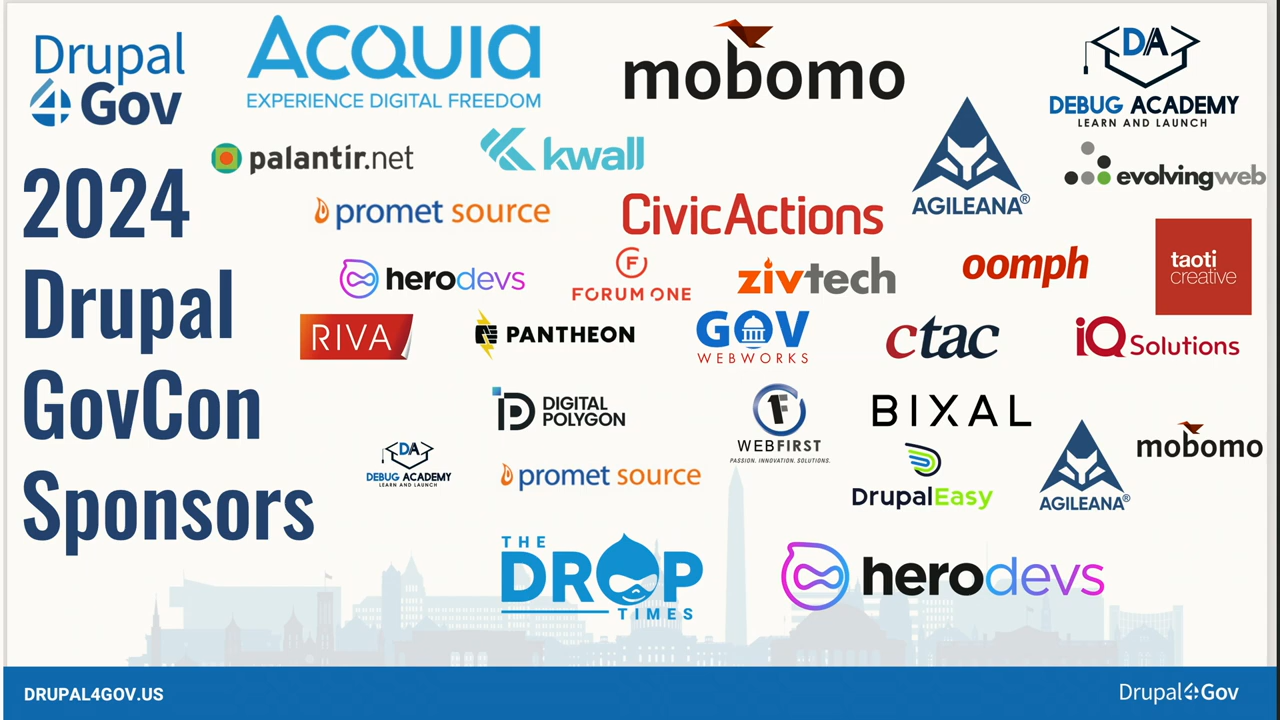 Drupal
4 Gov
ACQUIA
EXPERIENCE DIGITAL FREEDOM
mobomo
DA
DEBUG ACADEMY
LEARN AND LAUNCH
palantir.net
kwall
AGILEANA®
evolvingweb
2024
Drupal
GovCon
Sponsors
promet source
CivicActions
herodevs
F
FORUM ONE
zivtech
oomph
taoti
creative
RIVA
PANTHEON
GOV
WEBWORKS
ctac
iQ Solutions
DIGITAL
POLYGON
1F
WEBFIRST
PASSION. INNOVATION. SOLUTIONS.
BIXAL
mobomo
DA
DEBUG ACADEMY
LEARN AND LAUNCH
promet source
DrupalEasy
AGILEANA®
THE
DROP
TIMES
herodevs
DRUPAL4GOV.US
Drupal4Gov